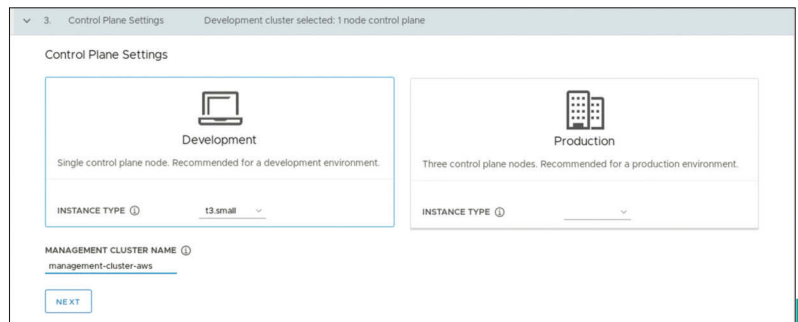 3. Control Plane Settings Development cluster selected: 1 node control plane
Control Plane Settings
Development
Single control plane node. Recommended for a development environment.
INSTANCE TYPE t3.small
Production
Three control plane nodes. Recommended for a production environment.
INSTANCE TYPE
MANAGEMENT CLUSTER NAME
management-cluster-aws
NEXT